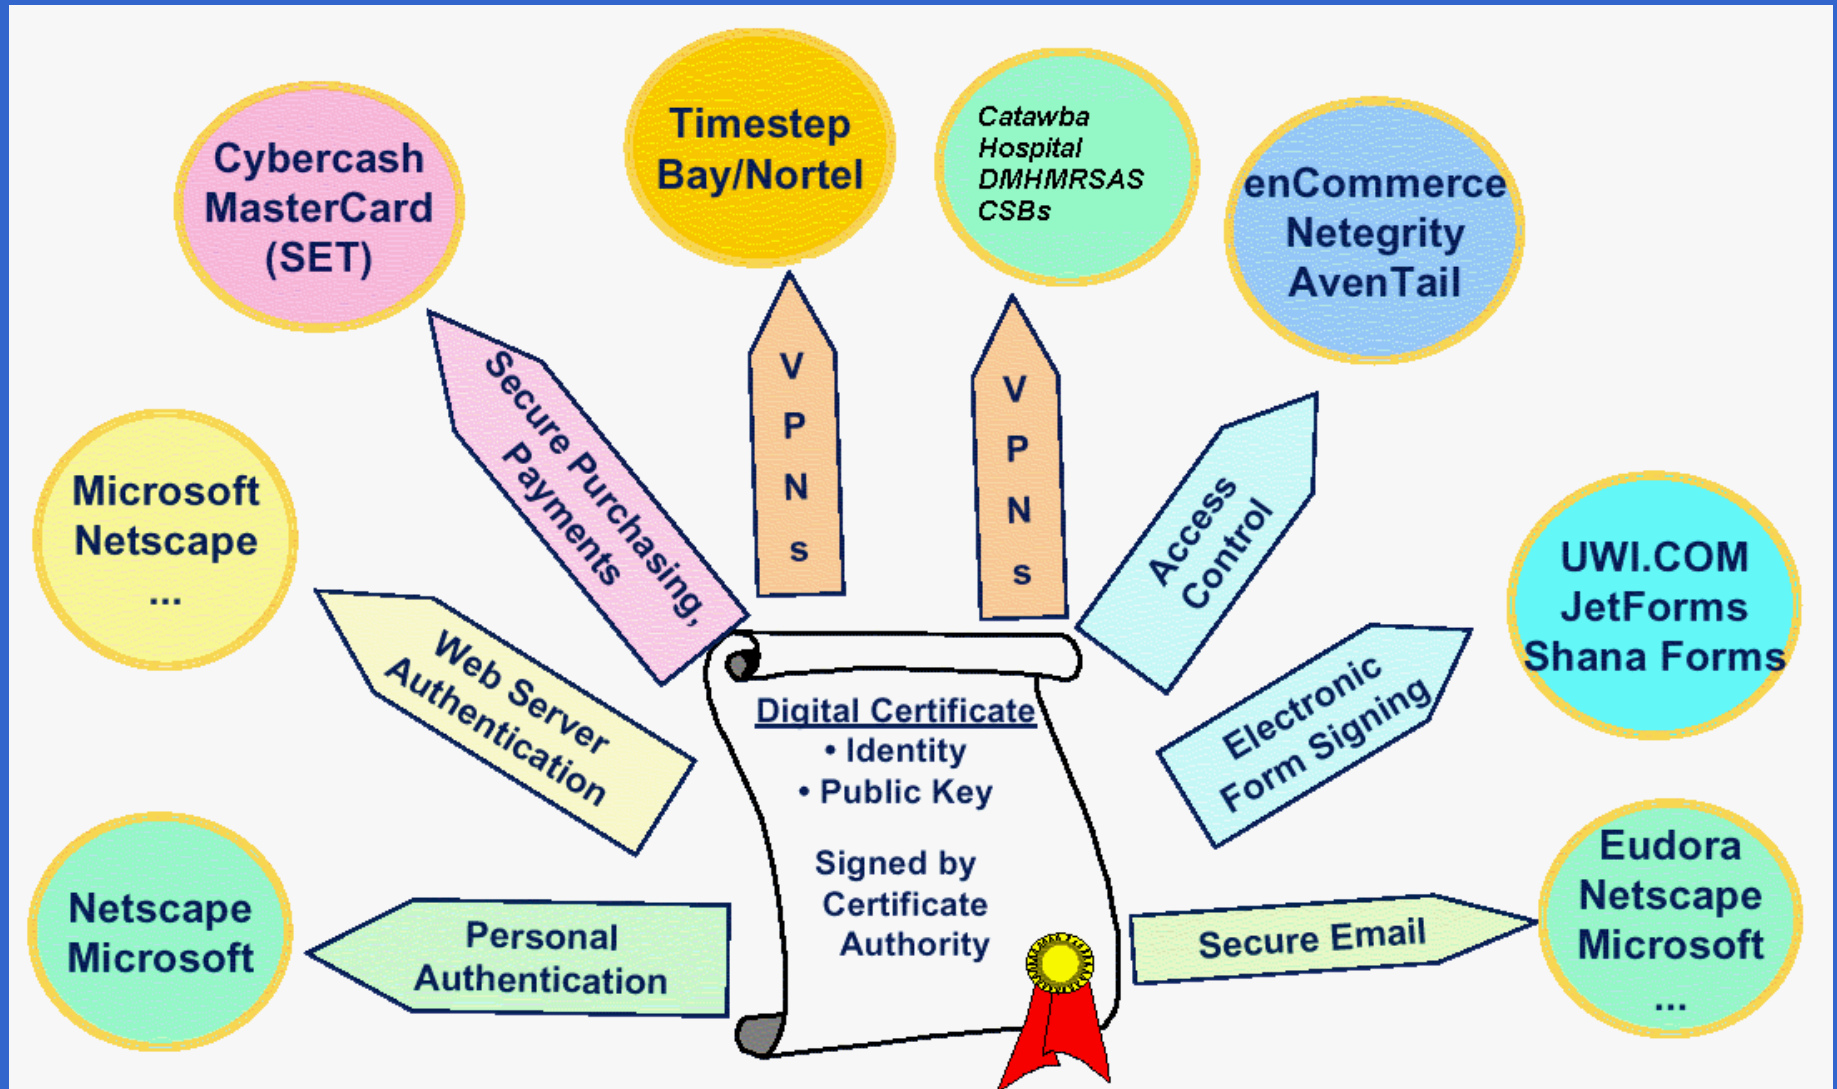 Cybercash
MasterCard
(SET)
Timestep
Bay/Nortel
Catawba
Hospital
DMHMRSAS
CSBs
enCommerce
Netegrity
AvenTail
Microsoft
Netscape
...
Secure Purchasing,
Payments
V
P
N
s
V
P
N
s
Access
Control
UWI.COM
JetForms
Shana Forms
Web Server
Authentication
Electronic
Form Signing
Digital Certificate
• Identity
• Public Key
Signed by
Certificate
Authority
Netscape
Microsoft
Personal
Authentication
Secure Email
Eudora
Netscape
Microsoft
...